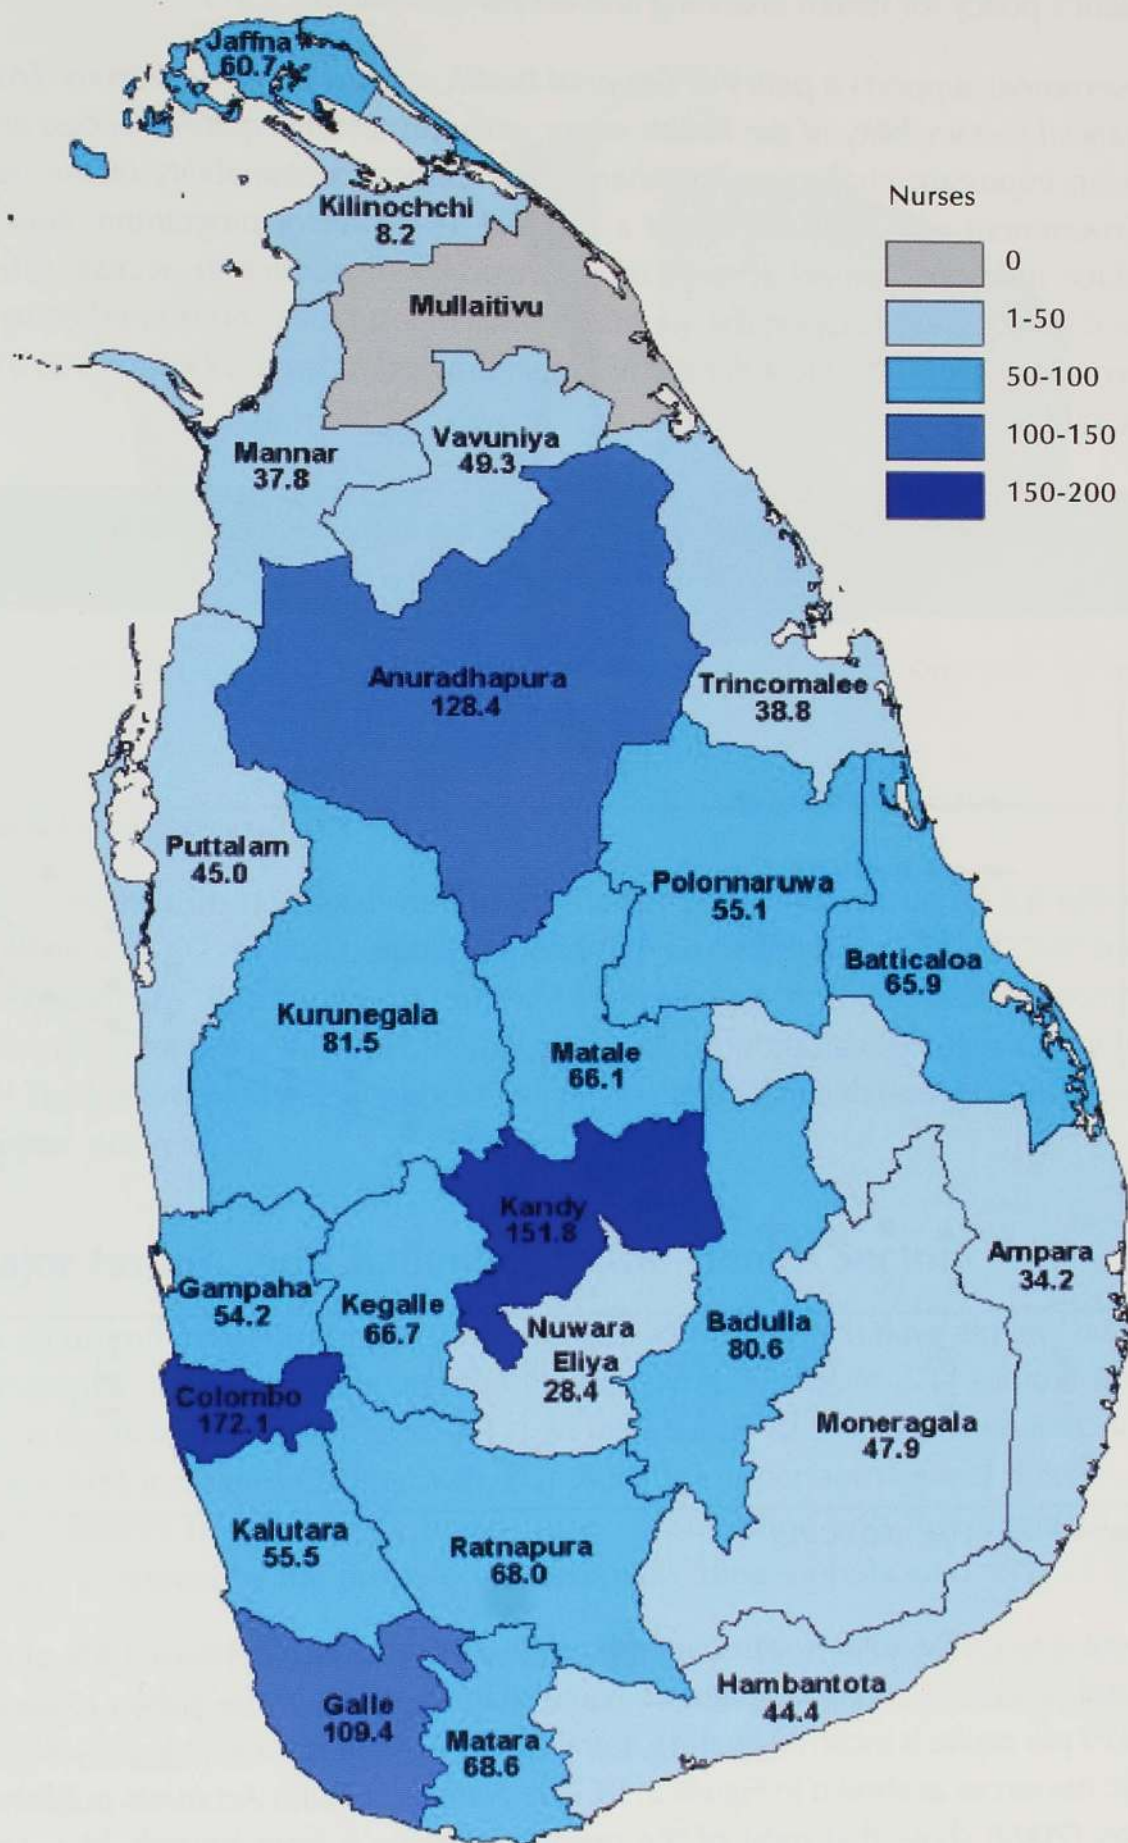 Jaffna
60.7
Kilinochchi
8.2
Mullaitivu
Nurses
0
1-50
50-100
100-150
150-200
Mannar
37.8
Vavuniya
49.3
Anuradhapura
128.4
Trincomalee
38.8
Puttalam
45.0
Polonnaruwa
55.1
Batticaloa
65.9
Kurunegala
81.5
Matale
66.1
Kandy
151.8
Ampara
34.2
Gampaha
54.2
Kegalle
66.7
Nuwara
Eliya
28.4
Badulla
80.6
Colombo
172.1
Moneragala
47.9
Kalutara
55.5
Ratnapura
68.0
Hambantota
44.4
Galle
109.4
Matara
68.6